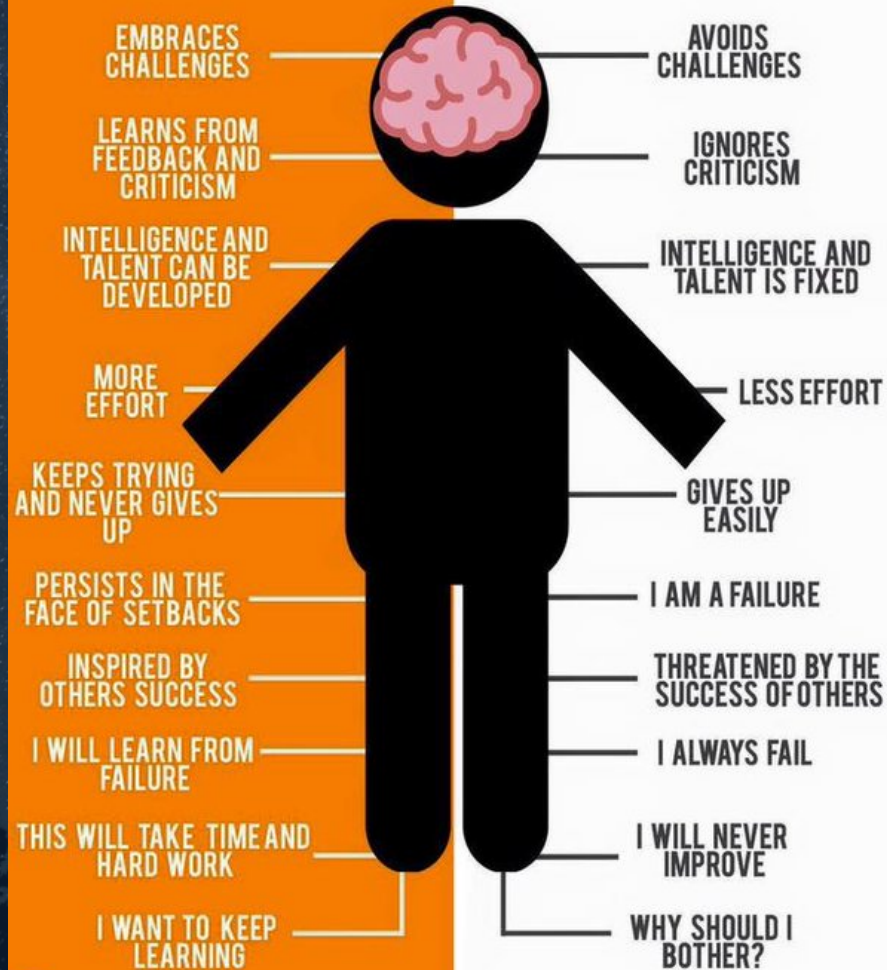 EMBRACES
CHALLENGES
LEARNS FROM
FEEDBACK AND
CRITICISM
INTELLIGENCE AND
TALENT CAN BE
DEVELOPED
MORE
EFFORT
KEEPS TRYING
AND NEVER GIVES
UP
PERSISTS IN THE
FACE OF SETBACKS
INSPIRED BY
OTHERS SUCCESS
I WILL LEARN FROM
FAILURE
THIS WILL TAKE TIME AND
HARD WORK
I WANT TO KEEP
LEARNING
AVOIDS
CHALLENGES
IGNORES
CRITICISM
INTELLIGENCE AND
TALENT IS FIXED
LESS EFFORT
GIVES UP
EASILY
I AM A FAILURE
THREATENED BY THE
SUCCESS OF OTHERS
I ALWAYS FAIL
I WILL NEVER
IMPROVE
WHY SHOULD I
BOTHER?